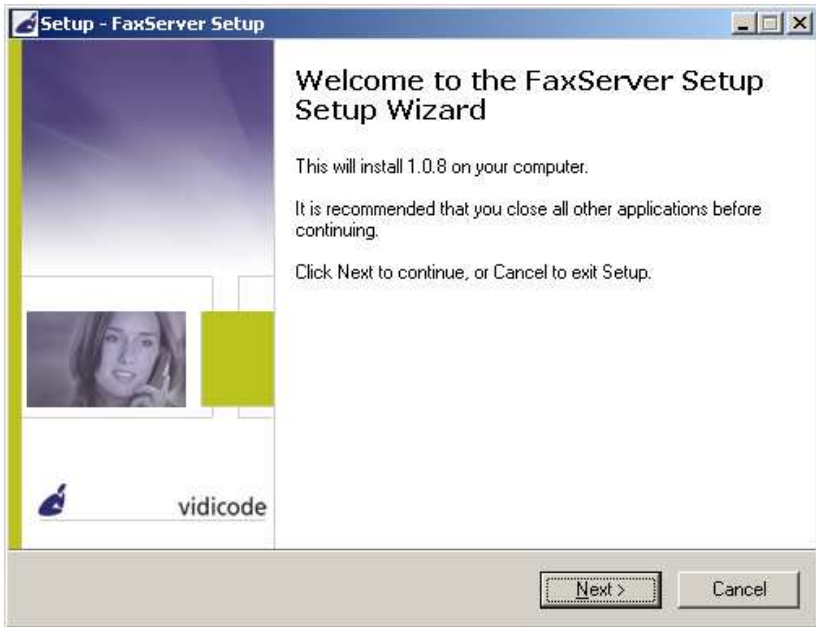 Setup - FaxServer Setup
Welcome to the FaxServer Setup
Setup Wizard
This will install 1.0.8 on your computer.
It is recommended that you close all other applications before
continuing.
Click Next to continue, or Cancel to exit Setup.
vidicode
Next >
Cancel